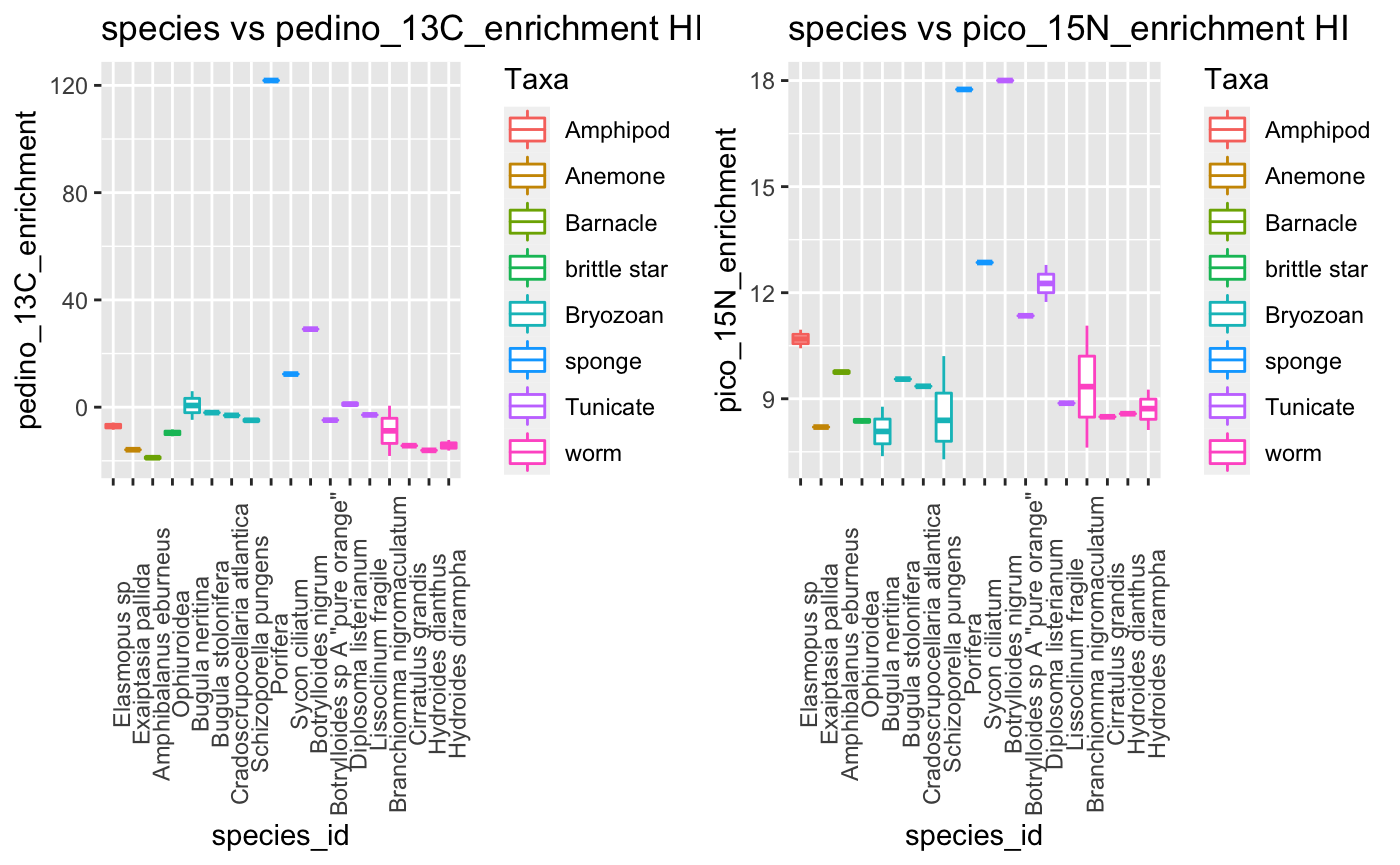 species vs pedino_13C_enrichment HI
pedino_13C_enrichment
120
80
40
0
Elasmopus sp
Exaiptasia pallida
Amphibalanus eburneus
Ophiuroidea
Bugula neritina
Bugula stolonifera
Cradoscrupocellaria atlantica
Schizoporella pungens
Porifera
Sycon ciliatum
Botrylloides nigrum
Botrylloides sp A "pure orange"
Diplosoma listerianum
Lissoclinum fragile
Branchiomma nigromaculatum
Cirratulus grandis
Hydroides dianthus
Hydroides dirampha
species_id
Taxa
Amphipod
Anemone
Barnacle
brittle star
Bryozoan
sponge
Tunicate
worm
species vs pico_15N_enrichment HI
pico_15N_enrichment
18
15
12
9
Elasmopus sp
Exaiptasia pallida
Amphibalanus eburneus
Ophiuroidea
Bugula neritina
Bugula stolonifera
Cradoscrupocellaria atlantica
Schizoporella pungens
Porifera
Sycon ciliatum
Botrylloides nigrum
Botrylloides sp A "pure orange"
Diplosoma listerianum
Lissoclinum fragile
Branchiomma nigromaculatum
Cirratulus grandis
Hydroides dianthus
Hydroides dirampha
species_id
Taxa
Amphipod
Anemone
Barnacle
brittle star
Bryozoan
sponge
Tunicate
worm